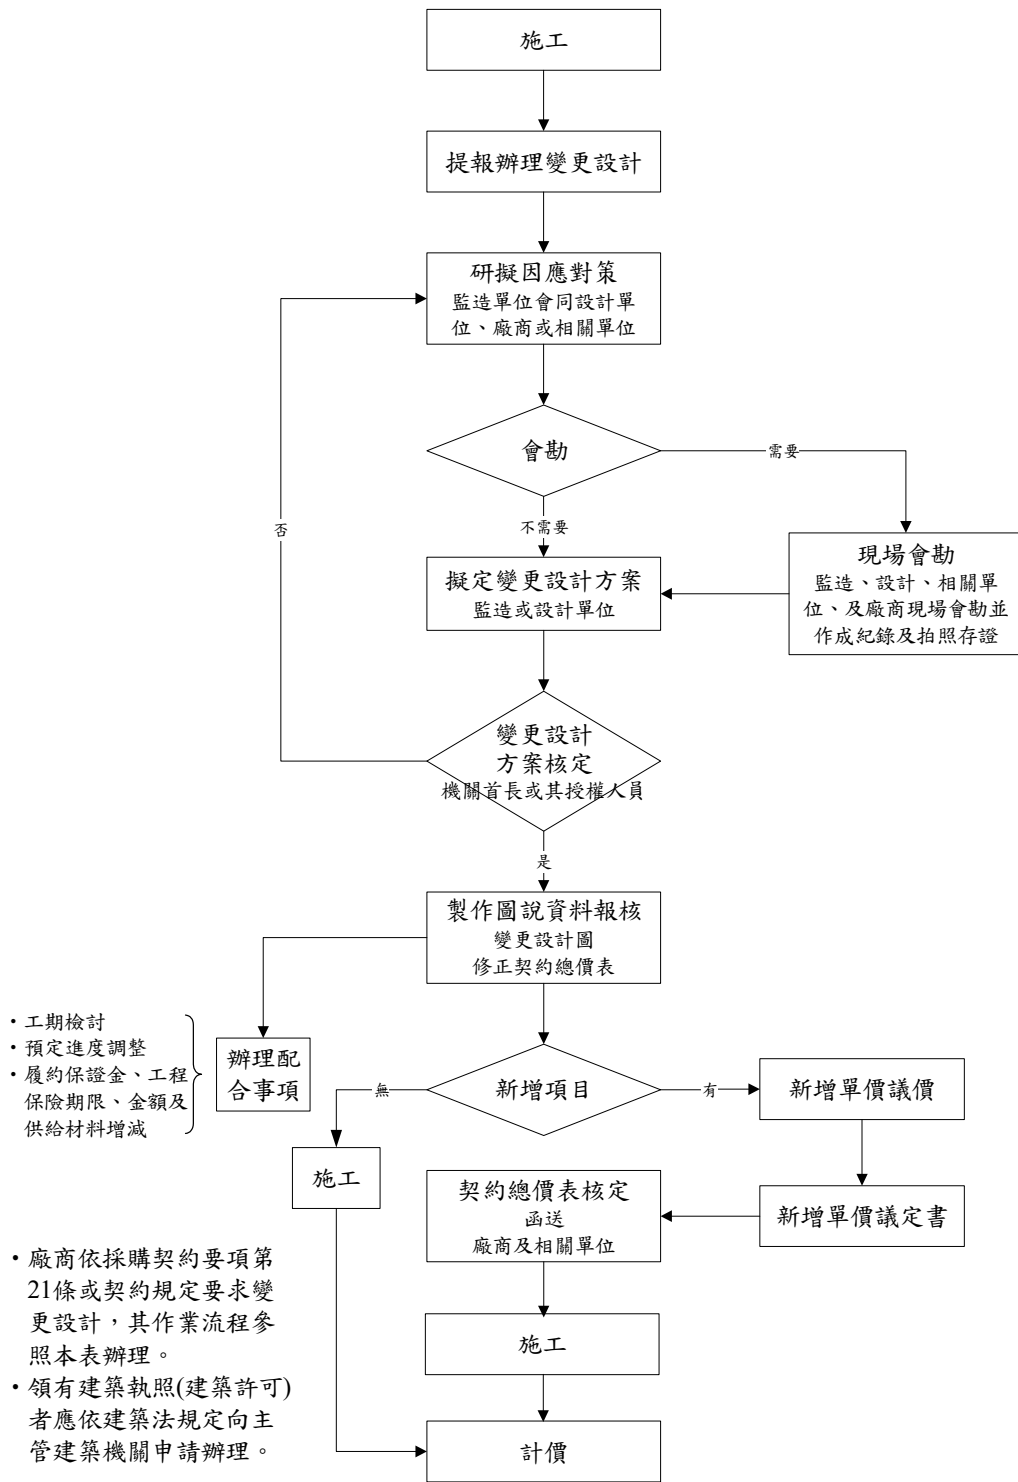 施工
提報辦理變更設計
研擬因應對策
監造單位會同設計單
位、廠商或相關單位
會勘
需要
不需要
否
現場會勘
監造、設計、相關單
位、及廠商現場會勘並
作成紀錄及拍照存證
擬定變更設計方案
監造或設計單位
變更設計
方案核定
機關首長或其授權人員
是
製作圖說資料報核
變更設計圖
修正契約總價表
・工期檢討
・預定進度調整
・履約保證金、工程
保險期限、金額及
供給材料增減
辦理配
合事項
無
新增項目
有
新增單價議價
施工
契約總價表核定
函送
廠商及相關單位
新增單價議定書
・廠商依採購契約要項第
21條或契約規定要求變
更設計，其作業流程參
照本表辦理。
・領有建築執照(建築許可)
者應依建築法規定向主
管建築機關申請辦理。
施工
計價